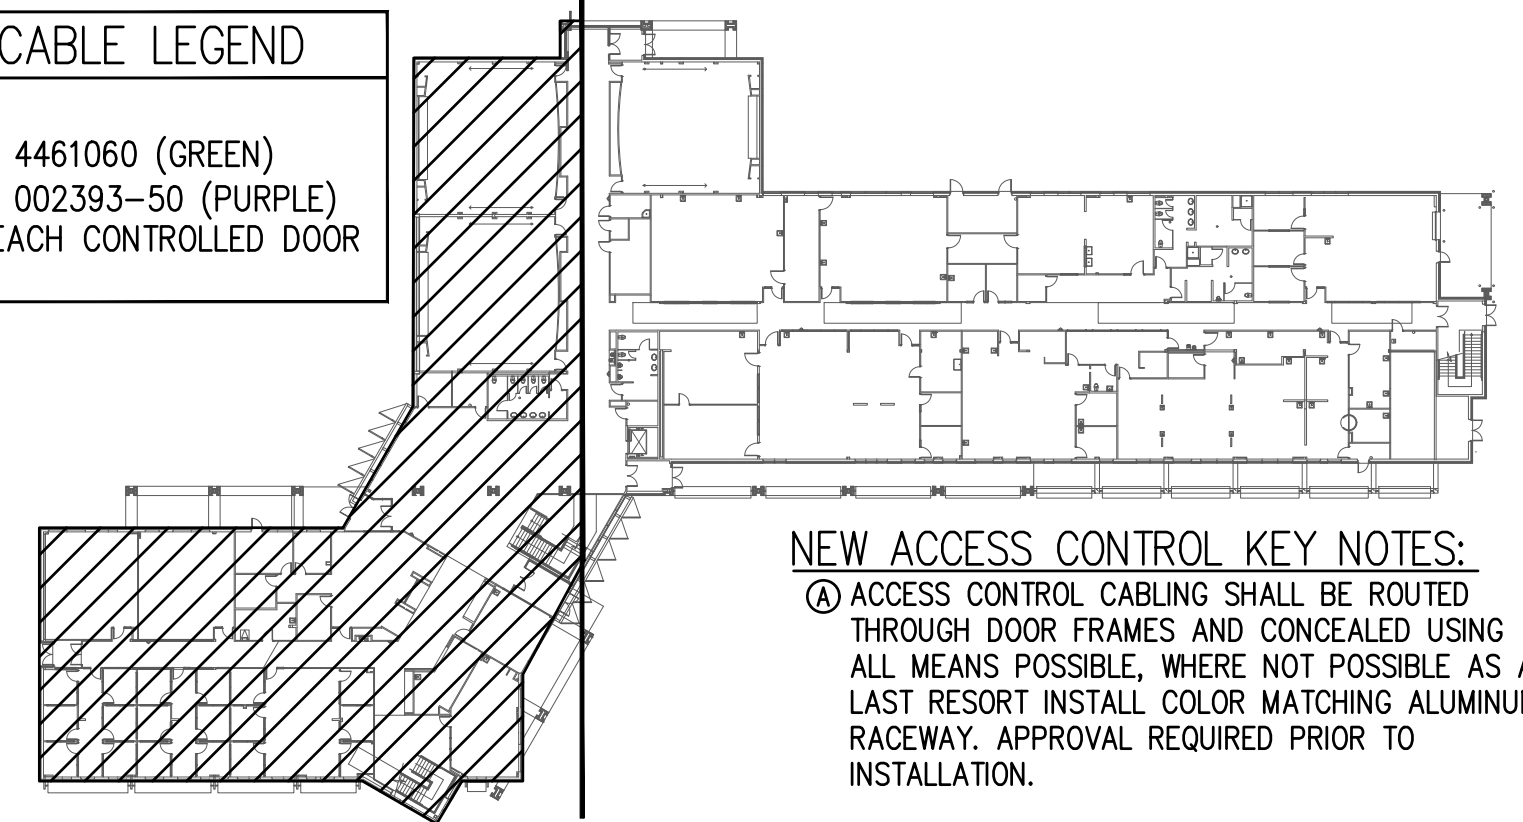 CABLE LEGEND
4461060 (GREEN)
002393-50 (PURPLE)
EACH CONTROLLED DOOR
NEW ACCESS CONTROL KEY NOTES:
A ACCESS CONTROL CABLING SHALL BE ROUTED
THROUGH DOOR FRAMES AND CONCEALED USING
ALL MEANS POSSIBLE, WHERE NOT POSSIBLE AS A
LAST RESORT INSTALL COLOR MATCHING ALUMINU
RACEWAY. APPROVAL REQUIRED PRIOR TO
INSTALLATION.